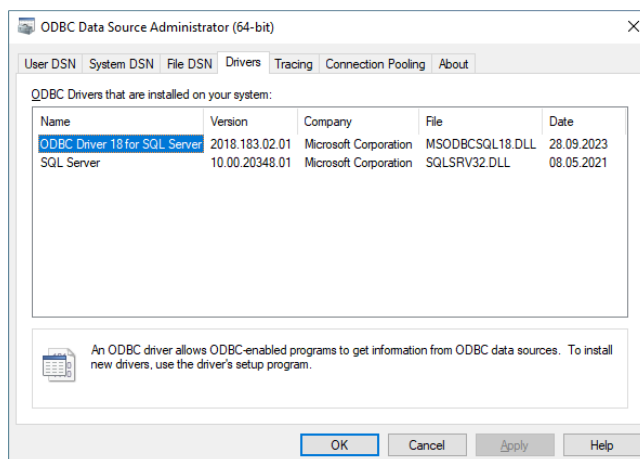 ODBC Data Source Administrator (64-bit)
User DSN System DSN File DSN Drivers Tracing Connection Pooling About
ODBC Drivers that are installed on your system:
Name Version Company File Date
ODBC Driver 18 for SQL Server 2018.183.02.01 Microsoft Corporation MSODBCSQL18.DLL 28.09.2023
SQL Server 10.00.20348.01 Microsoft Corporation SQLSRV32.DLL 08.05.2021
An ODBC driver allows ODBC-enabled programs to get information from ODBC data sources. To install
new drivers, use the driver's setup program.
OK Cancel Apply Help